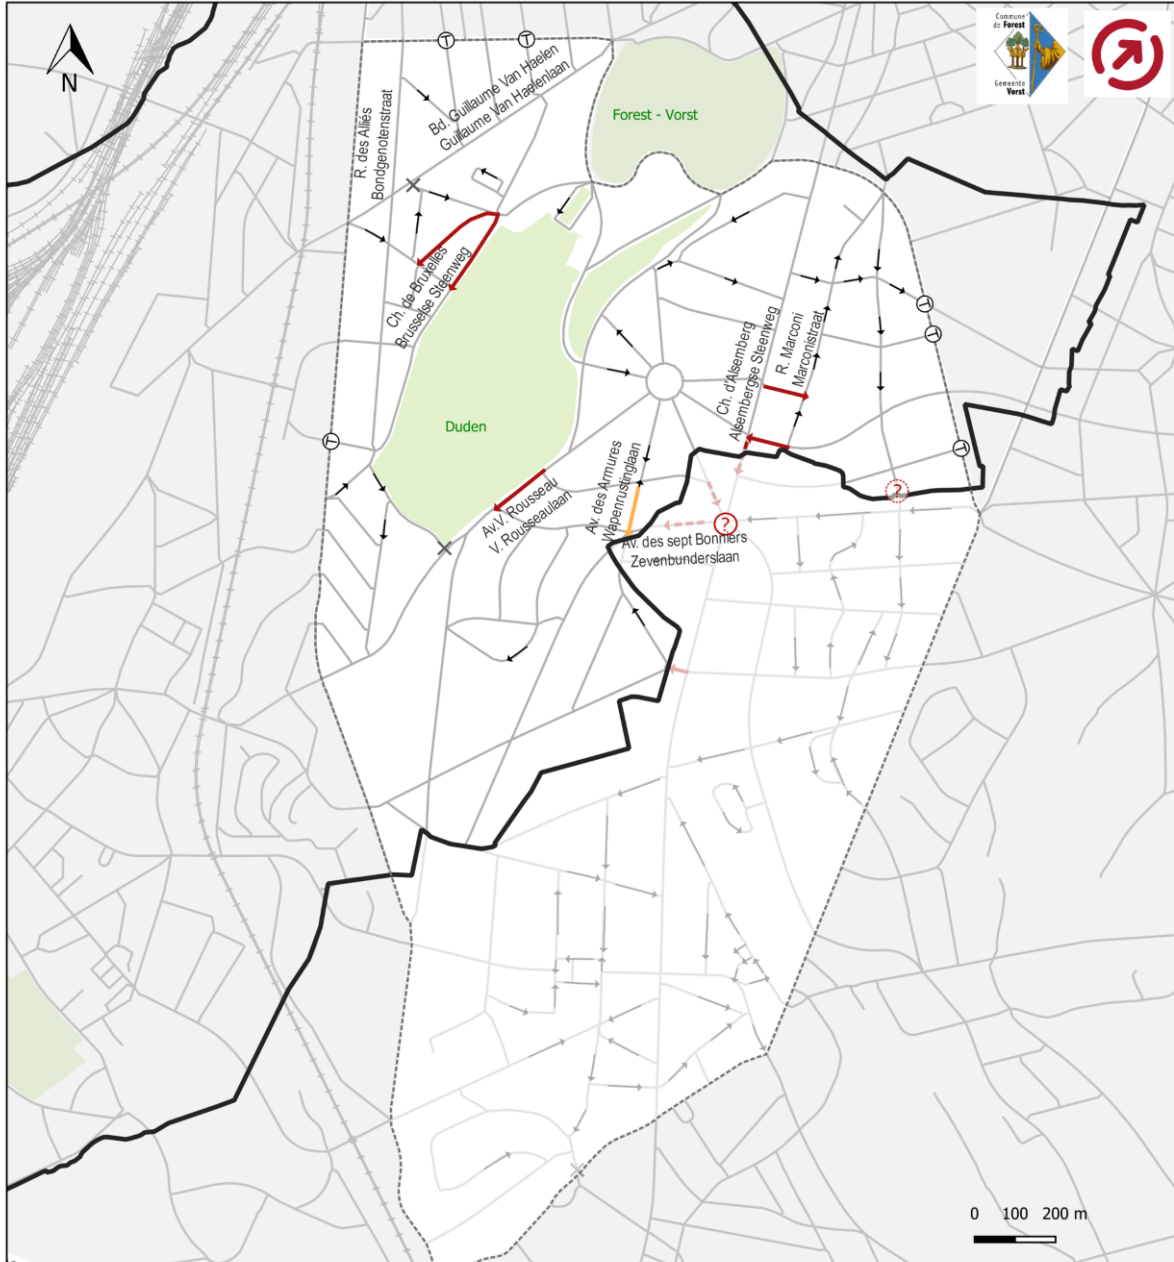 Commune
de Forest
Gemeente
Vorst
N
T
T
Bd. Guillaume Van Haelen
Guillaume Van Haelenlaan
R. des Alliés
Bondgenotenstraat
Forest - Vorst
Ch. de Bruxelles
Brusselse Steenweg
T
T
R. Marconi
Marconistraat
Ch. d'Alsemberg
Alsembergse Steenweg
Duden
T
T
Av. des Armures
Wapenrustinglaan
Av.V. Rousseau
V. Rousseaulaan
?
?
Av. des sept Bonniers
Zevenbunderslaan
0 100 200 m